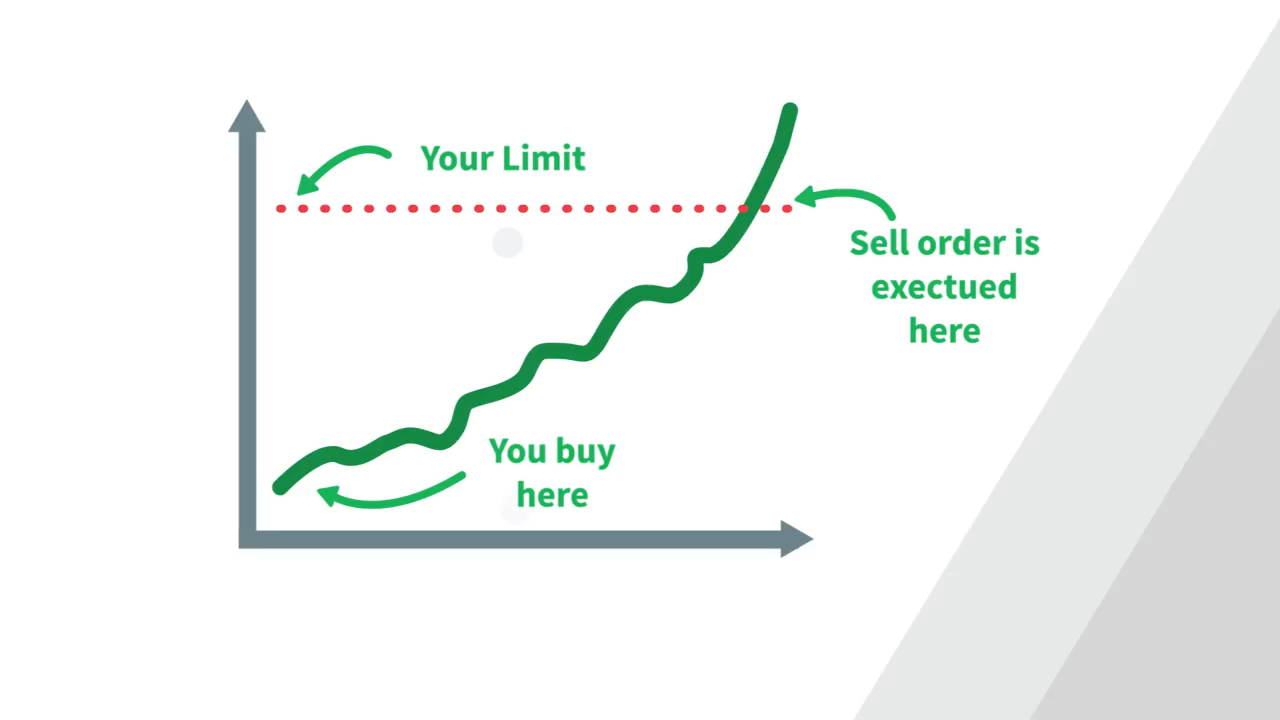 Your Limit
Sell order is
exectued
here
You buy
here